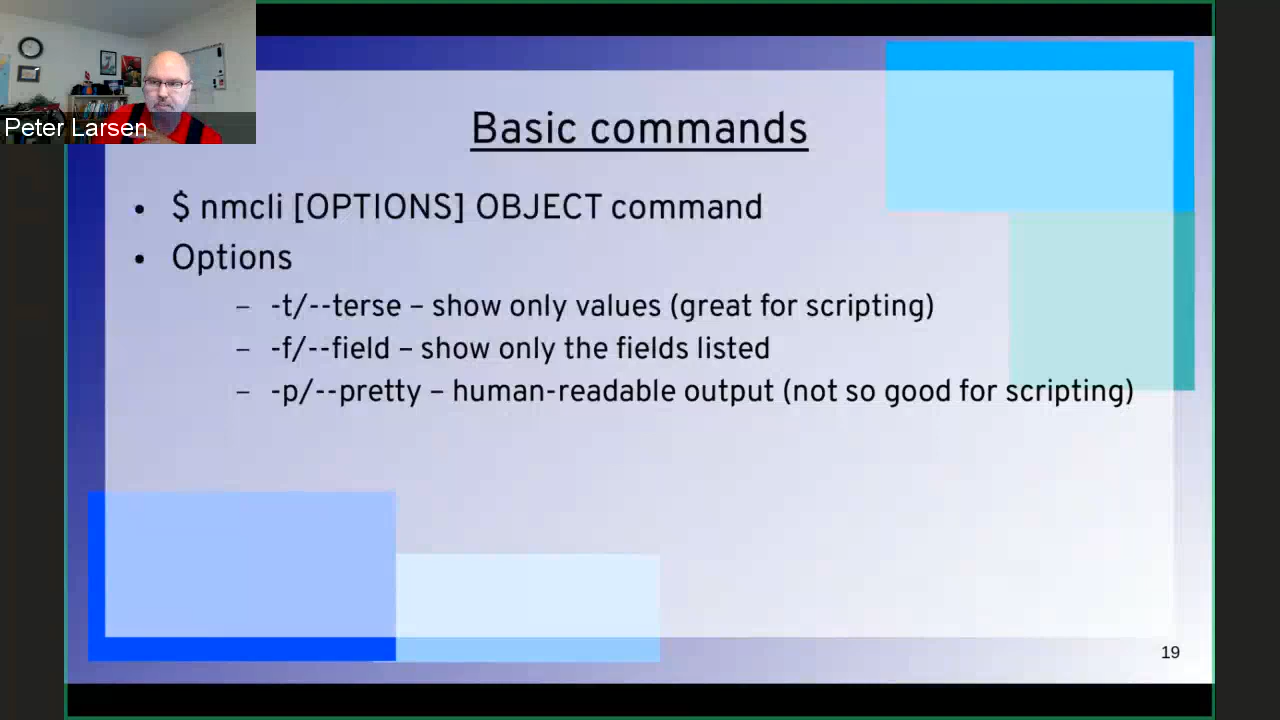 Peter Larsen
Basic commands
• $ nmcli [OPTIONS] OBJECT command
• Options
– -t/--terse – show only values (great for scripting)
– -f/--field – show only the fields listed
– -p/--pretty – human-readable output (not so good for scripting)
19